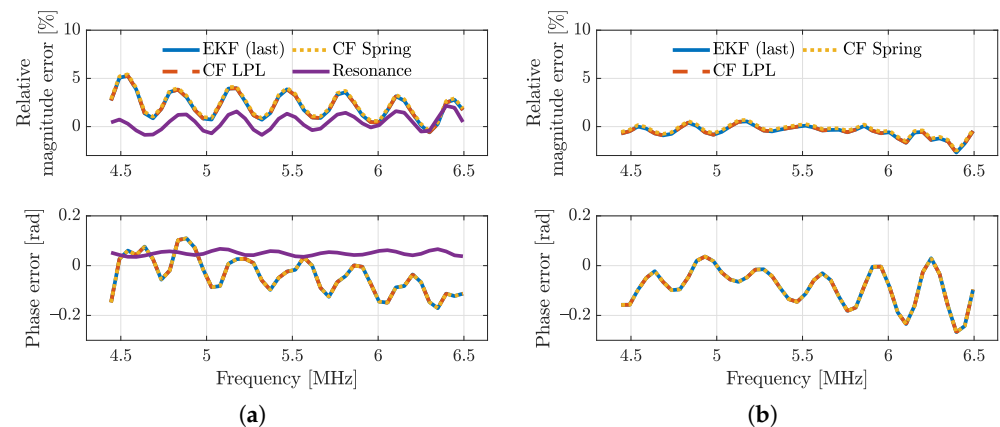 10
5
0
Relative
magnitude error [%]
EKF (last)
CF Spring
CF LPL
Resonance
4.5
5
5.5
6
6.5
0.2
0
−0.2
Phase error [rad]
4.5
5
5.5
6
6.5
Frequency [MHz]
(a)
10
5
0
Relative
magnitude error [%]
EKF (last)
CF Spring
CF LPL
4.5
5
5.5
6
6.5
0.2
0
−0.2
Phase error [rad]
4.5
5
5.5
6
6.5
Frequency [MHz]
(b)